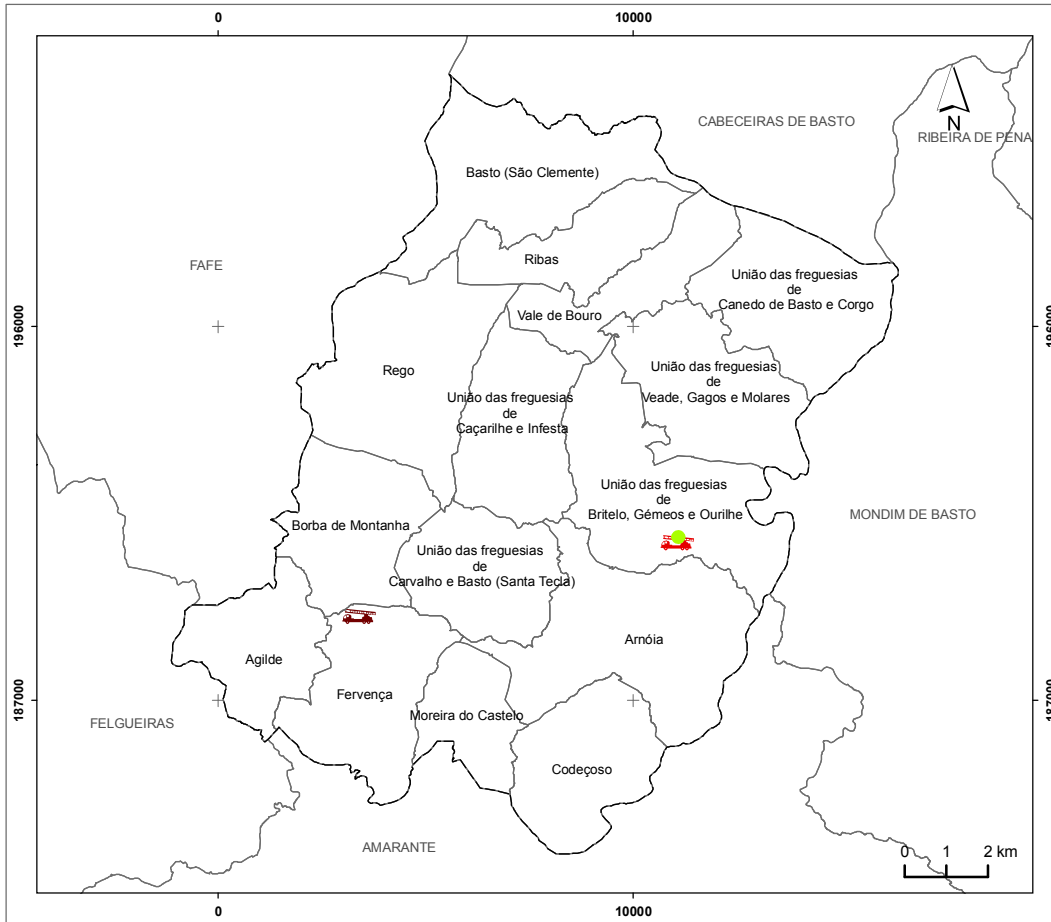 0
10000
CABECEIRAS DE BASTO
N
RIBEIRA DE PENA
Basto (São Clemente)
FAFE
Ribas
União das freguesias
de
Canedo de Basto e Corgo
196000
Vale de Bouro
196000
Rego
União das freguesias
de
Veade, Gagos e Molares
União das freguesias
de
Caçarilhe e Infesta
União das freguesias
de
Britelo, Gémeos e Ourilhe
MONDIM DE BASTO
Borba de Montanha
União das freguesias
de
Carvalho e Basto (Santa Tecla)
Arnóia
Agilde
Fervença
187000
187000
Moreira do Castelo
FELGUEIRAS
Codeçoso
AMARANTE
0 1 2 km
0
10000